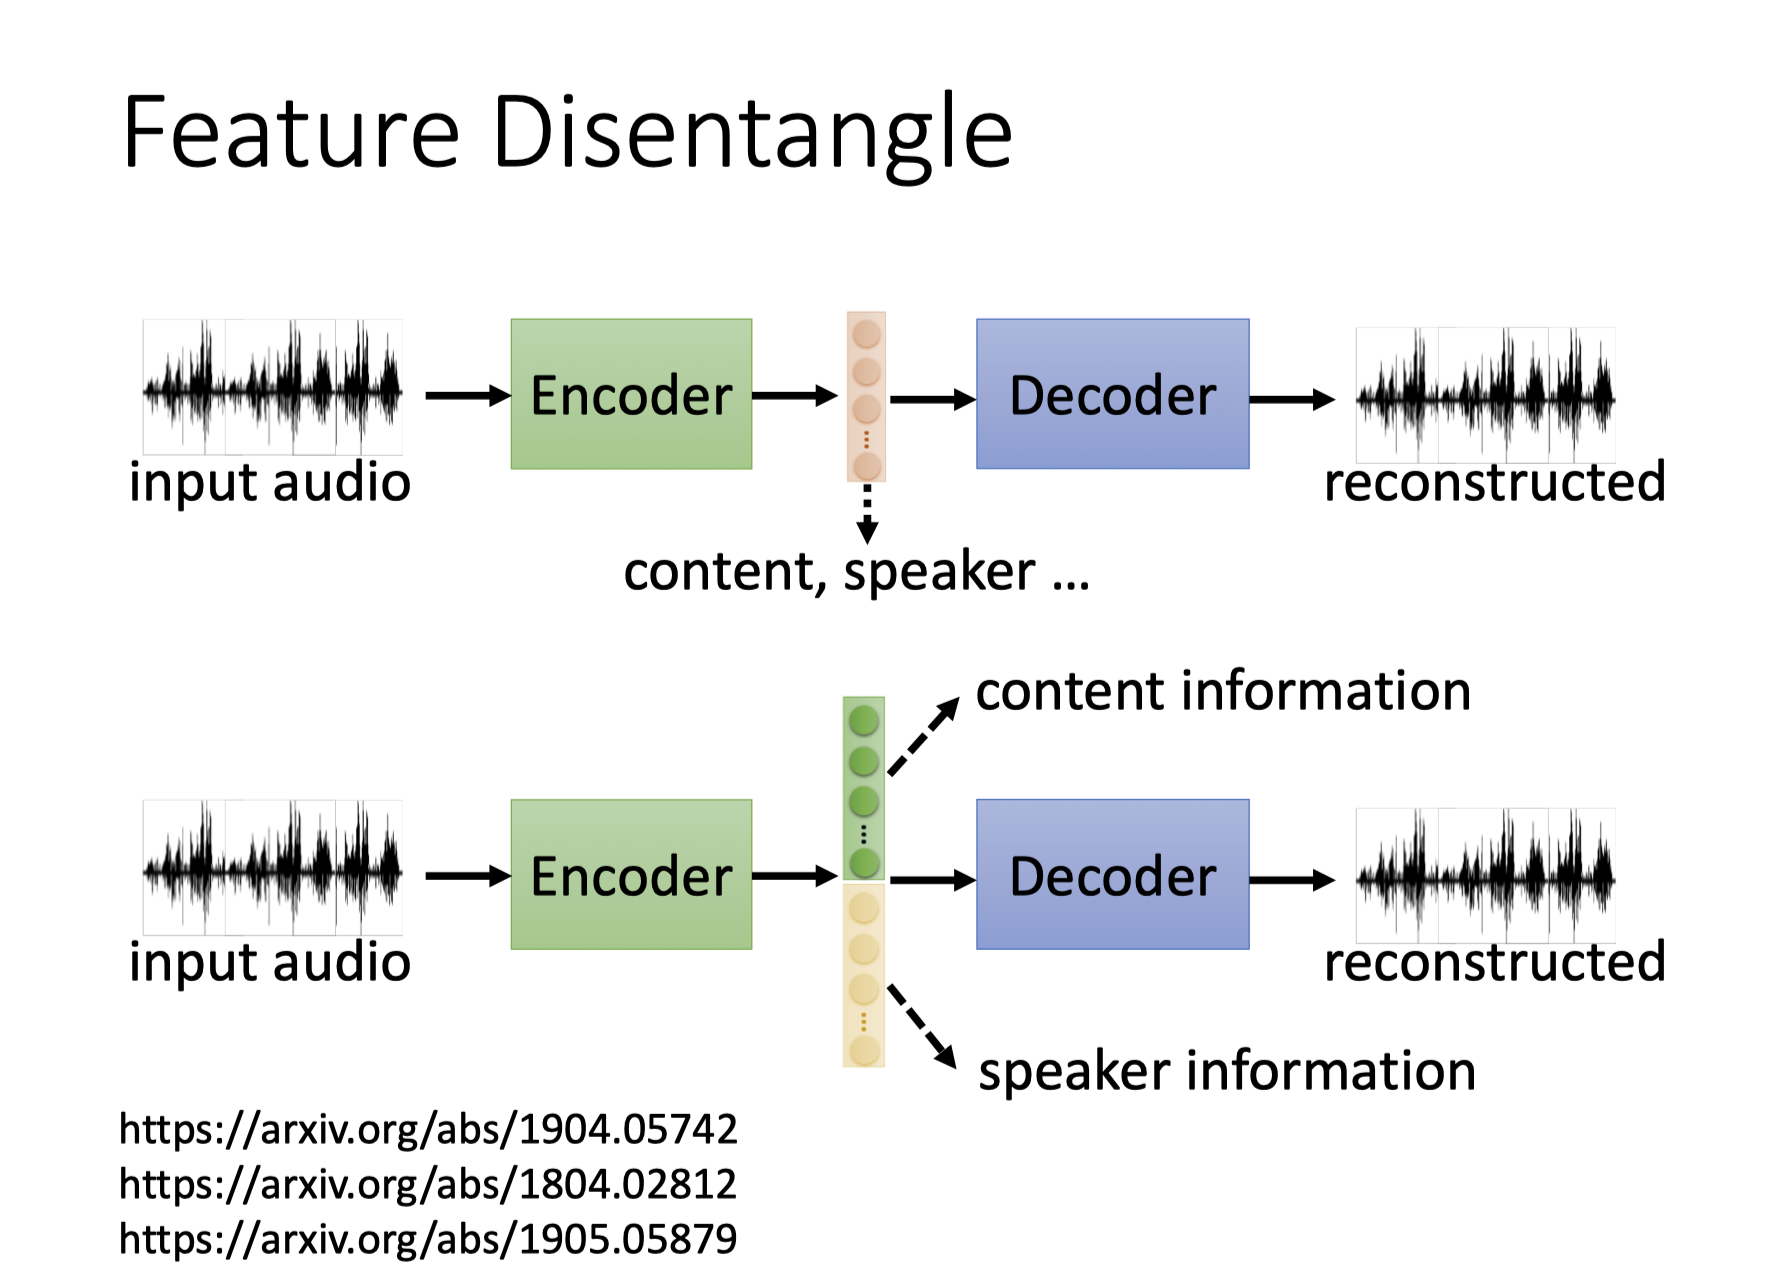 Feature Disentangle
Encoder
Decoder
input audio
reconstructed
content, speaker ...
content information
Encoder
Decoder
input audio
reconstructed
speaker information
https://arxiv.org/abs/1904.05742
https://arxiv.org/abs/1804.02812
https://arxiv.org/abs/1905.05879